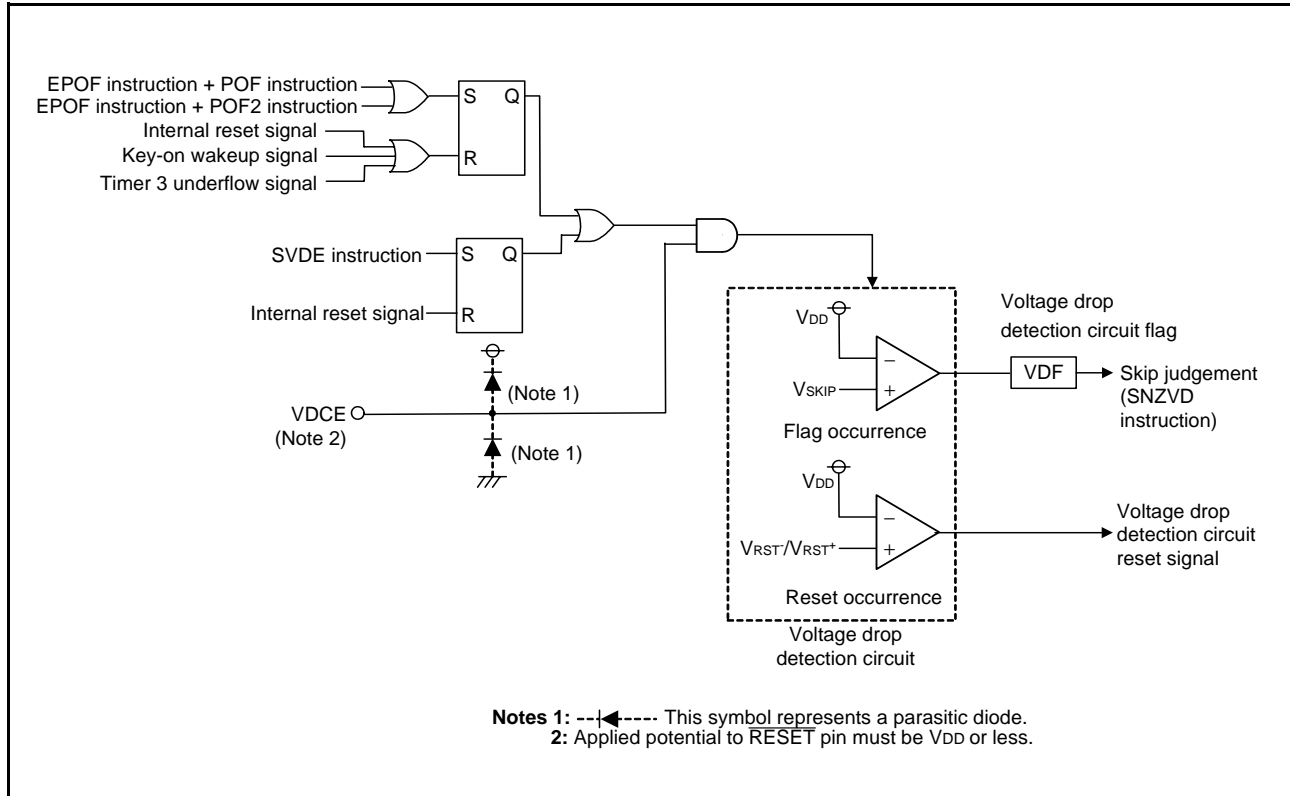 EPOF instruction + POF instruction
EPOF instruction + POF2 instruction
S Q
Internal reset signal
Key-on wakeup signal
R
Timer 3 underflow signal
SVDE instruction
S Q
Internal reset signal
R
(Note 1)
VDCE
(Note 2)
(Note 1)
VDD
−
VSKIP
+
Flag occurrence
VDD
−
VRST-/VRST+
+
Reset occurrence
Voltage drop
detection circuit
Voltage drop
detection circuit flag
VDF
Skip judgement
(SNZVD
instruction)
Voltage drop
detection circuit
reset signal
Notes 1: This symbol represents a parasitic diode.
2: Applied potential to RESET pin must be VDD or less.